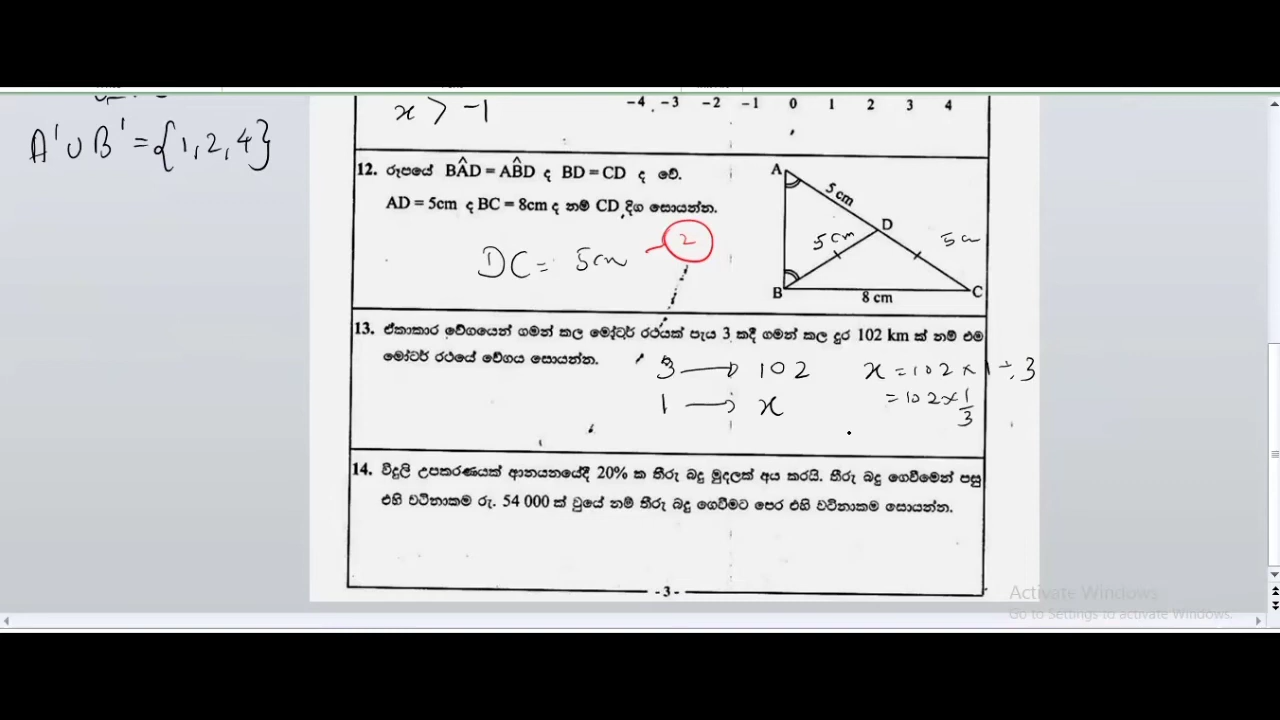 A' ∪ B' = {1, 2, 4}
x > -1
-4 -3 -2 -1 0 1 2 3 4
12. රූපයේ BÂD = AB̂D ද BD = CD ද වේ.
AD = 5cm ද BC = 8cm ද නම් CD දිග සොයන්න.
DC = 5cm
2
A
5 cm
D
5cm
B
8 cm
C
13. ඒකාකාර වේගයෙන් ගමන් කල මෝටර් රථයක් පැය 3 කදී ගමන් කල දුර 102 km ක් නම් එම
මෝටර් රථයේ වේගය සොයන්න.
3 → 102
x = 102 × 1 ÷ 3
1 → x
= 102 × 1/3
14. විදුලි උපකරණයක් ආනයනයේදී 20% ක තීරු බදු මුදලක් අය කරයි. තීරු බදු ගෙවීමෙන් පසු
එහි වටිනාකම රු. 54 000 ක් වූයේ නම් තීරු බදු ගෙවීමට පෙර එහි වටිනාකම සොයන්න.
- 3 -
Activate Windows
Go to Settings to activate Windows.